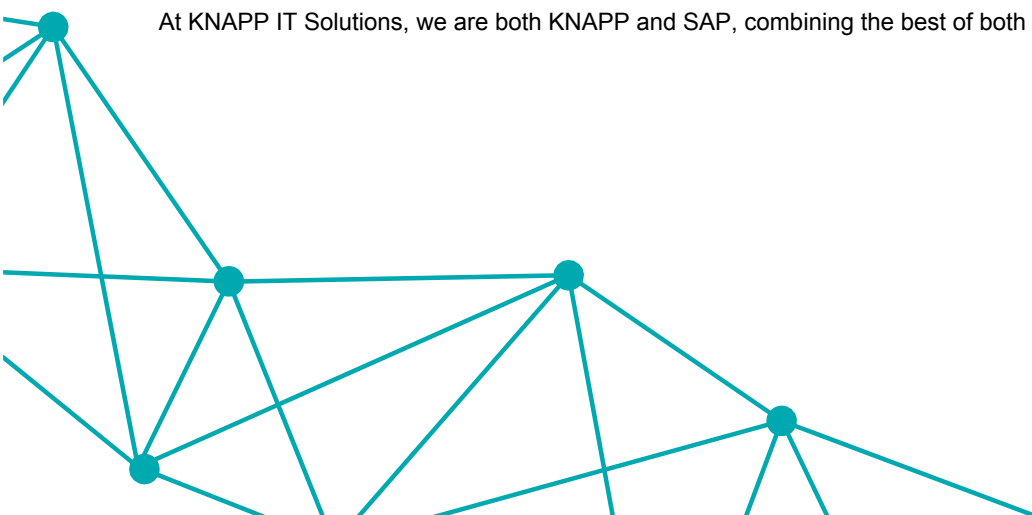 At KNAPP IT Solutions, we are both KNAPP and SAP, combining the best of both